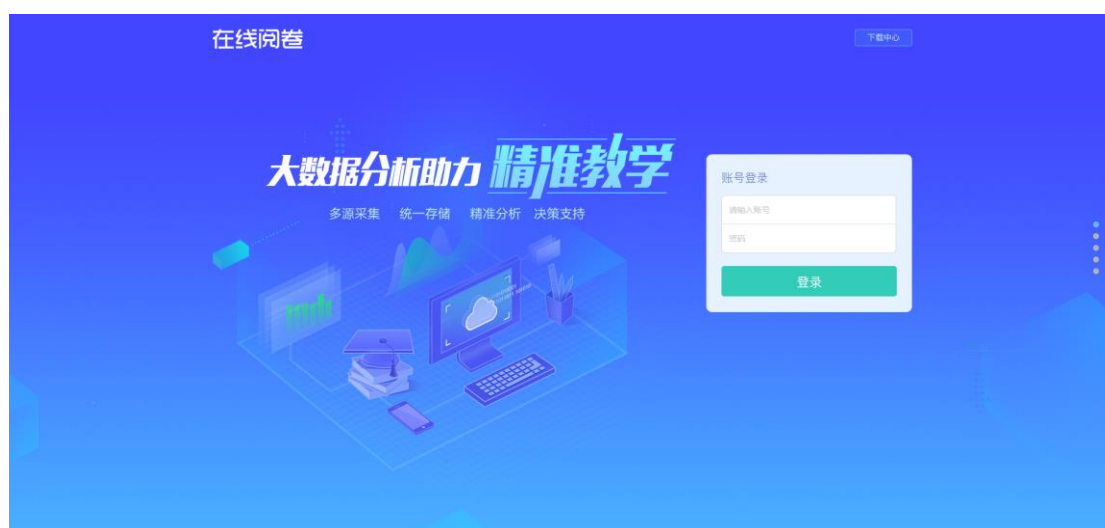 在线阅卷
下载中心
大数据分析助力 精准教学
多源采集 统一存储 精准分析 决策支持
账号登录
请输入账号
密码
登录